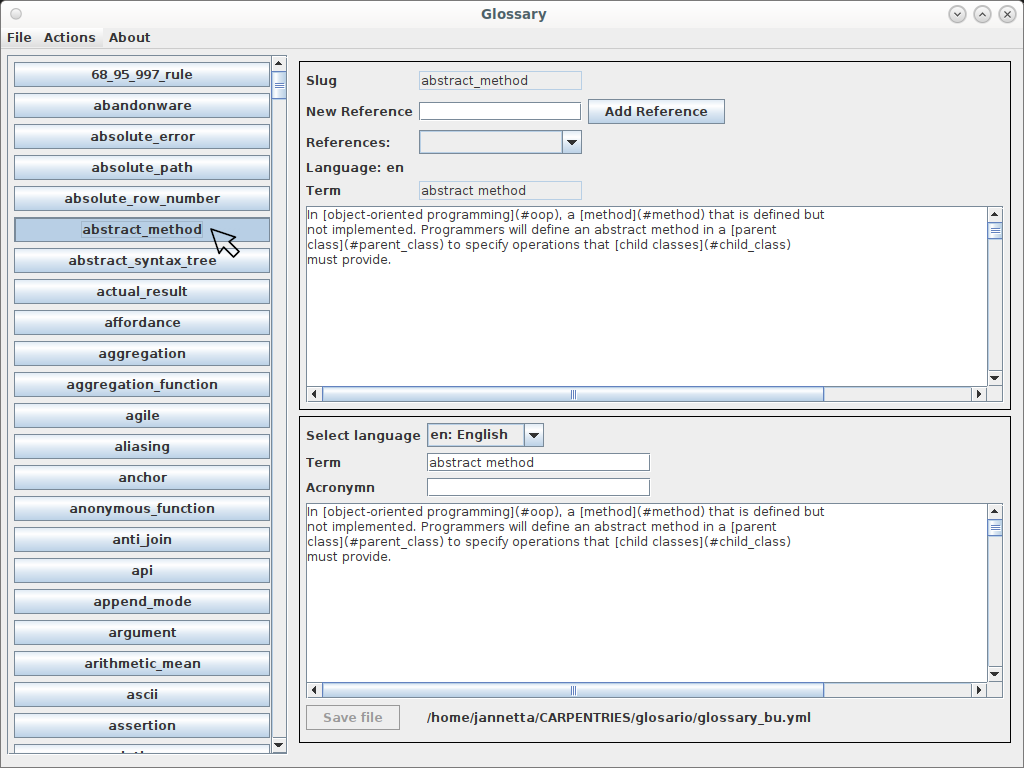 Glossary
File Actions About
68_95_997_rule
abandonware
absolute_error
absolute_path
absolute_row_number
abstract_method
abstract_syntax_tree
actual_result
affordance
aggregation
aggregation_function
agile
aliasing
anchor
anonymous_function
anti_join
api
append_mode
argument
arithmetic_mean
ascii
assertion
Slug abstract_method
New Reference Add Reference
References:
Language: en
Term abstract method
In [object-oriented programming](#oop), a [method](#method) that is defined but
not implemented. Programmers will define an abstract method in a [parent
class](#parent_class) to specify operations that [child classes](#child_class)
must provide.
Select language en: English
Term abstract method
Acronymn
In [object-oriented programming](#oop), a [method](#method) that is defined but
not implemented. Programmers will define an abstract method in a [parent
class](#parent_class) to specify operations that [child classes](#child_class)
must provide.
Save file /home/jannetta/CARPENTRIES/glosario/glossary_bu.yml